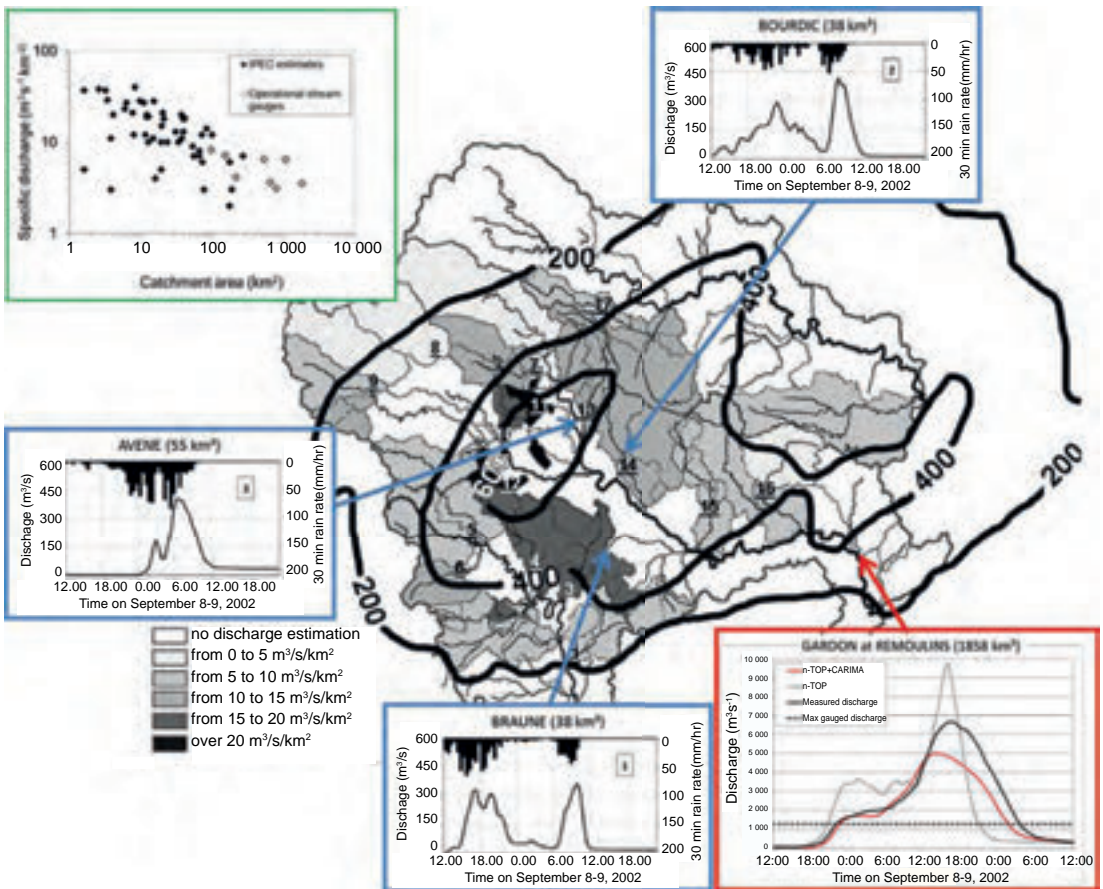 100
10
1
Specific discharge (m³s⁻¹ km⁻²)
IPEC estimates
Operational stream
gauges
1 10 100 1 000 10 000
Catchment area (km²)
BOURDIC (38 km²)
600
450
300
150
0
Discharge (m³/s)
2
0
50
100
150
200
30 min rain rate(mm/hr)
12.00 18.00 0.00 6.00 12.00 18.00
Time on September 8-9, 2002
200
400
8
9
7
17
13
14
15
16
5
6
400
400
200
200
AVENE (55 km²)
600
450
300
150
0
Discharge (m³/s)
0
50
100
150
200
30 min rain rate(mm/hr)
12.00 18.00 0.00 6.00 12.00 18.00
Time on September 8-9, 2002
no discharge estimation
from 0 to 5 m³/s/km²
from 5 to 10 m³/s/km²
from 10 to 15 m³/s/km²
from 15 to 20 m³/s/km²
over 20 m³/s/km²
BRAUNE (38 km²)
600
450
300
150
0
Discharge (m³/s)
0
50
100
150
200
30 min rain rate(mm/hr)
12.00 18.00 0:00 6:00 12:00 18.00
Time on September 8-9, 2002
GARDON at REMOULINS (1858 km²)
10 000
9 000
8 000
7 000
6 000
5 000
4 000
3 000
2 000
1 000
0
Discharge (m³s⁻¹)
n-TOP+CARIMA
n-TOP
Measured discharge
Max gauged discharge
12:00 18:00 0:00 6:00 12:00 18:00 0:00 6:00 12:00
Time on September 8-9, 2002